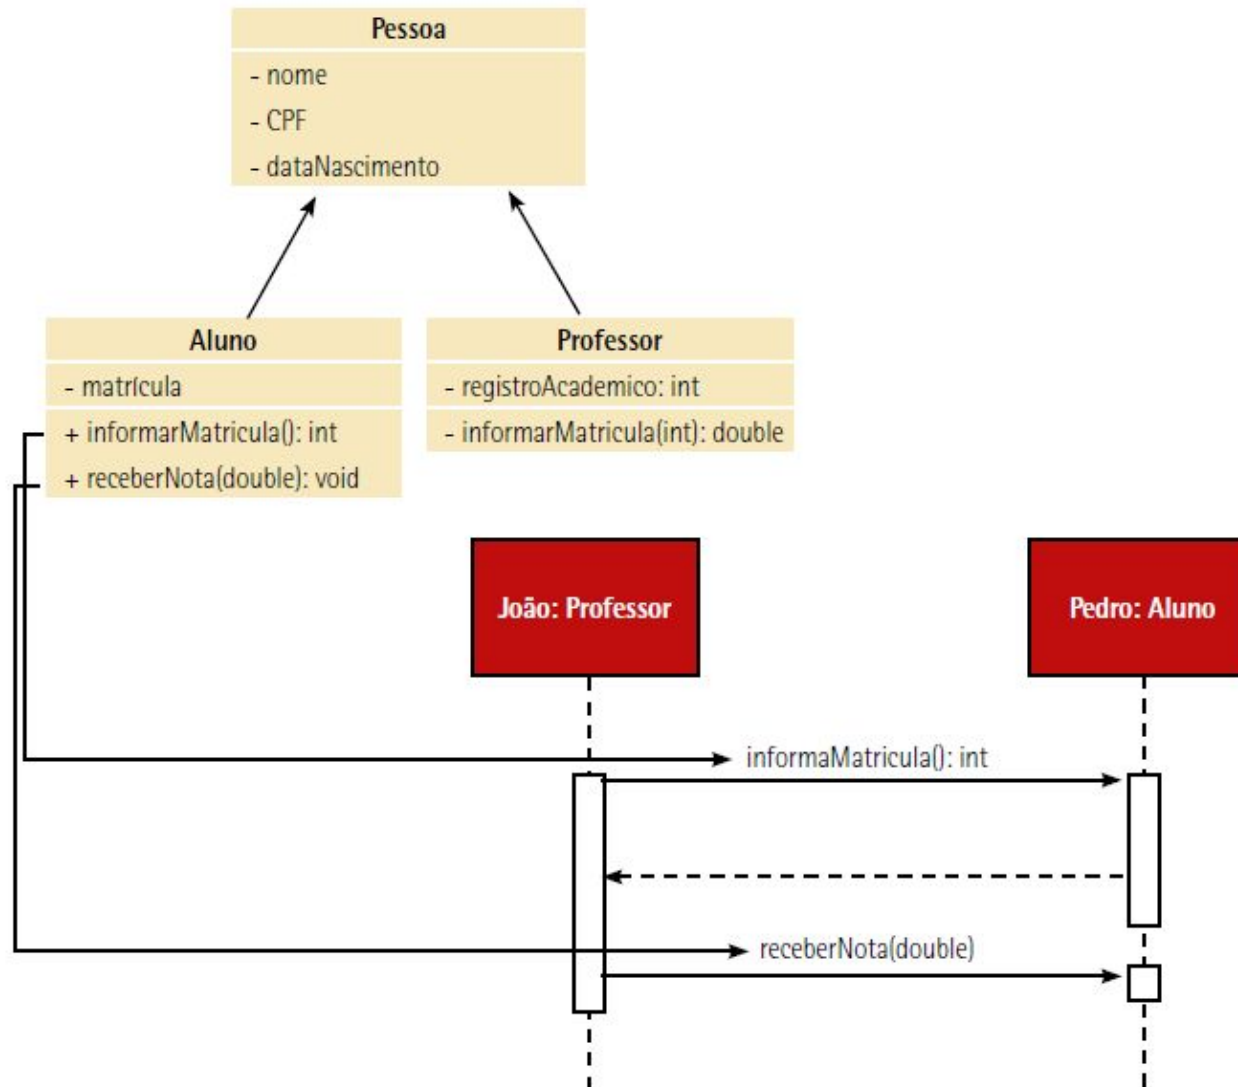 Pessoa
- nome
- CPF
- dataNascimento
Aluno
- matrícula
+ informarMatricula(): int
+ receberNota(double): void
Professor
- registroAcademico: int
- informarMatricula(int): double
João: Professor
Pedro: Aluno
informaMatricula(): int
receberNota(double)